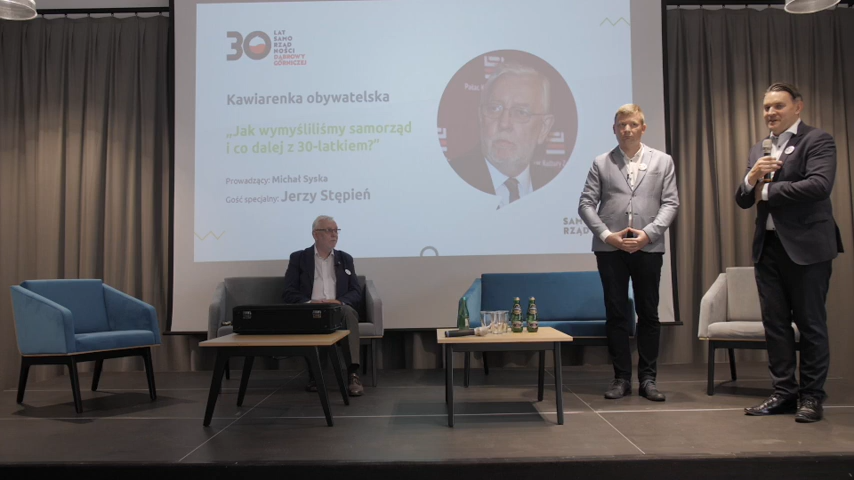 30 LAT
SAMO
RZĄD
NOŚCI
DĄBROWY
GÓRNICZEJ
Kawiarenka obywatelska
„Jak wymyśliliśmy samorząd
i co dalej z 30-latkiem?”
Prowadzący: Michał Syska
Gość specjalny: Jerzy Stępień
SAM
RZĄD